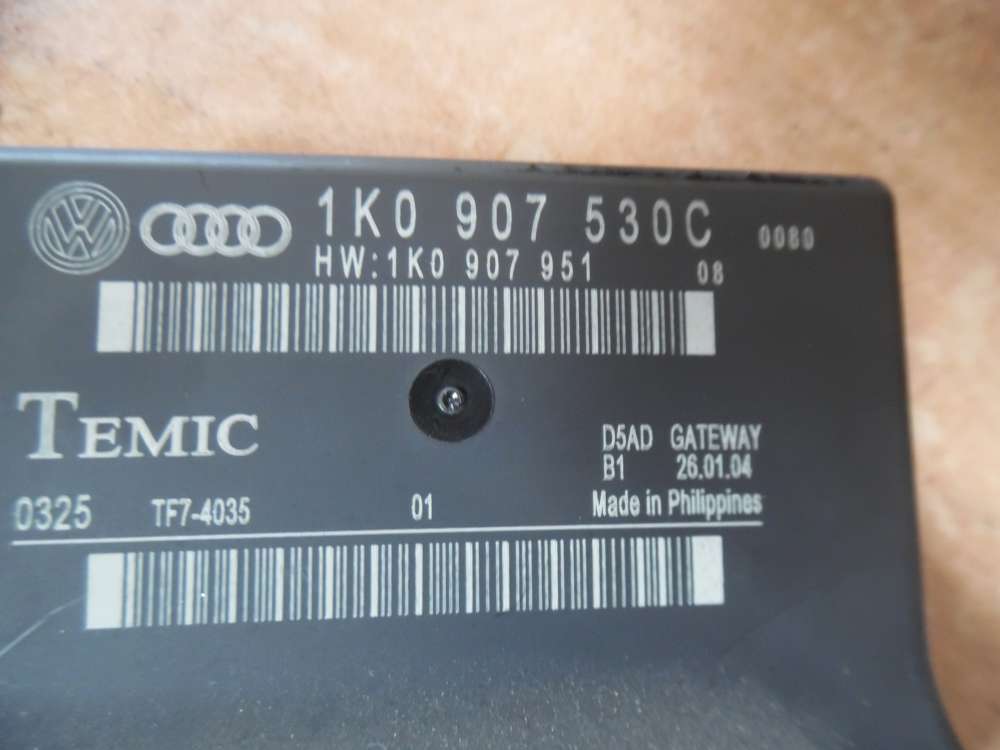 1K0 907 530C 0080
HW:1K0 907 951 08
TEMIC
D5AD GATEWAY
B1 26.01.04
0325 TF7-4035 01 Made in Philippines